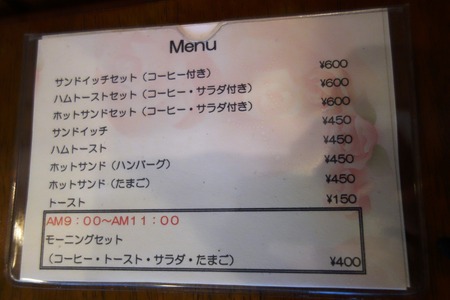 Menu
サンドイッチセット（コーヒー付き） ¥600
ハムトーストセット（コーヒー・サラダ付き） ¥600
ホットサンドセット（コーヒー・サラダ付き） ¥600
サンドイッチ ¥450
ハムトースト ¥450
ホットサンド（ハンバーグ） ¥450
ホットサンド（たまご） ¥450
トースト ¥150
AM9：00～AM11：00
モーニングセット
（コーヒー・トースト・サラダ・たまご） ¥400